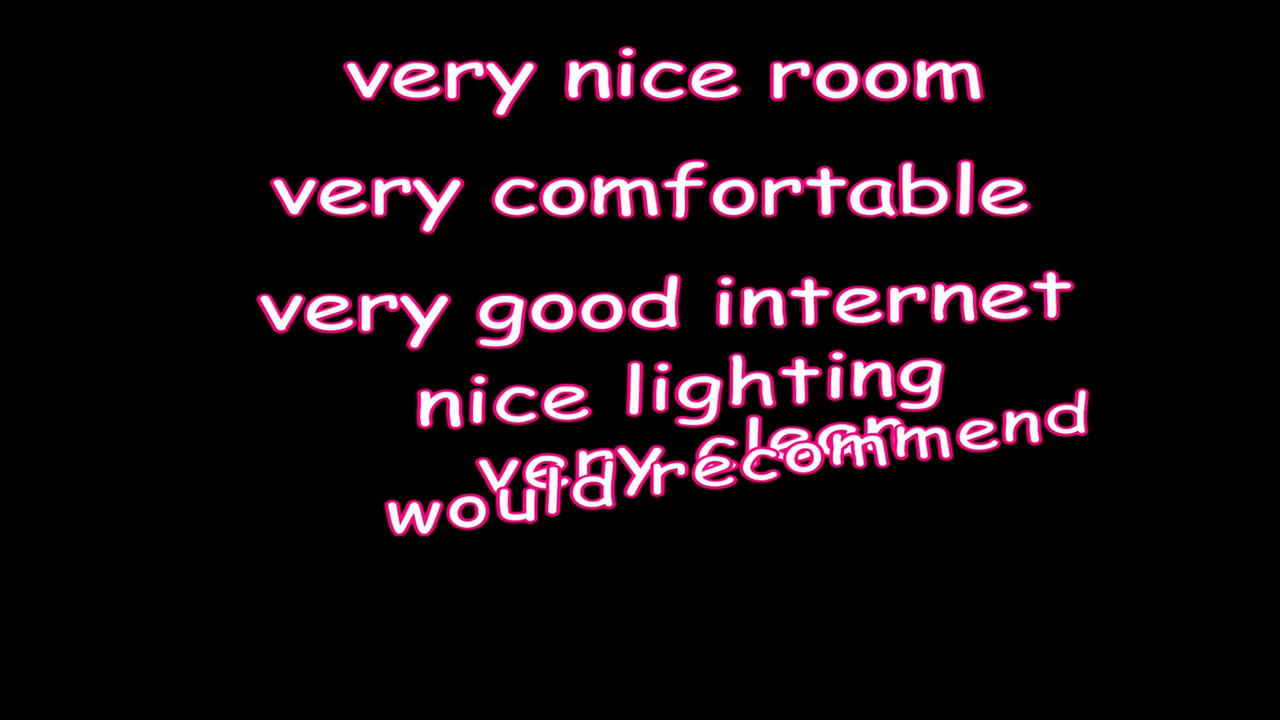 very nice room
very comfortable
very good internet
nice lighting
very
would recommend